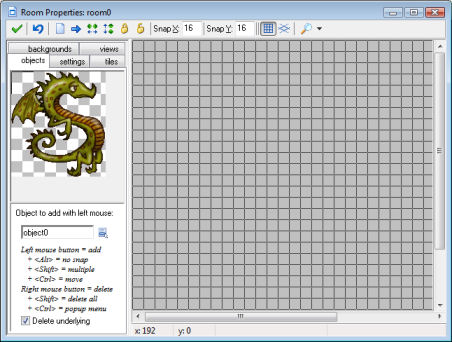 Room Properties: room0
Snap X: 16 Snap Y: 16
backgrounds views
objects settings tiles
Object to add with left mouse:
object0
Left mouse button = add
+ <Alt> = no snap
+ <Shift> = multiple
+ <Ctrl> = move
Right mouse button = delete
+ <Shift> = delete all
+ <Ctrl> = popup menu
Delete underlying
x: 192 y: 0